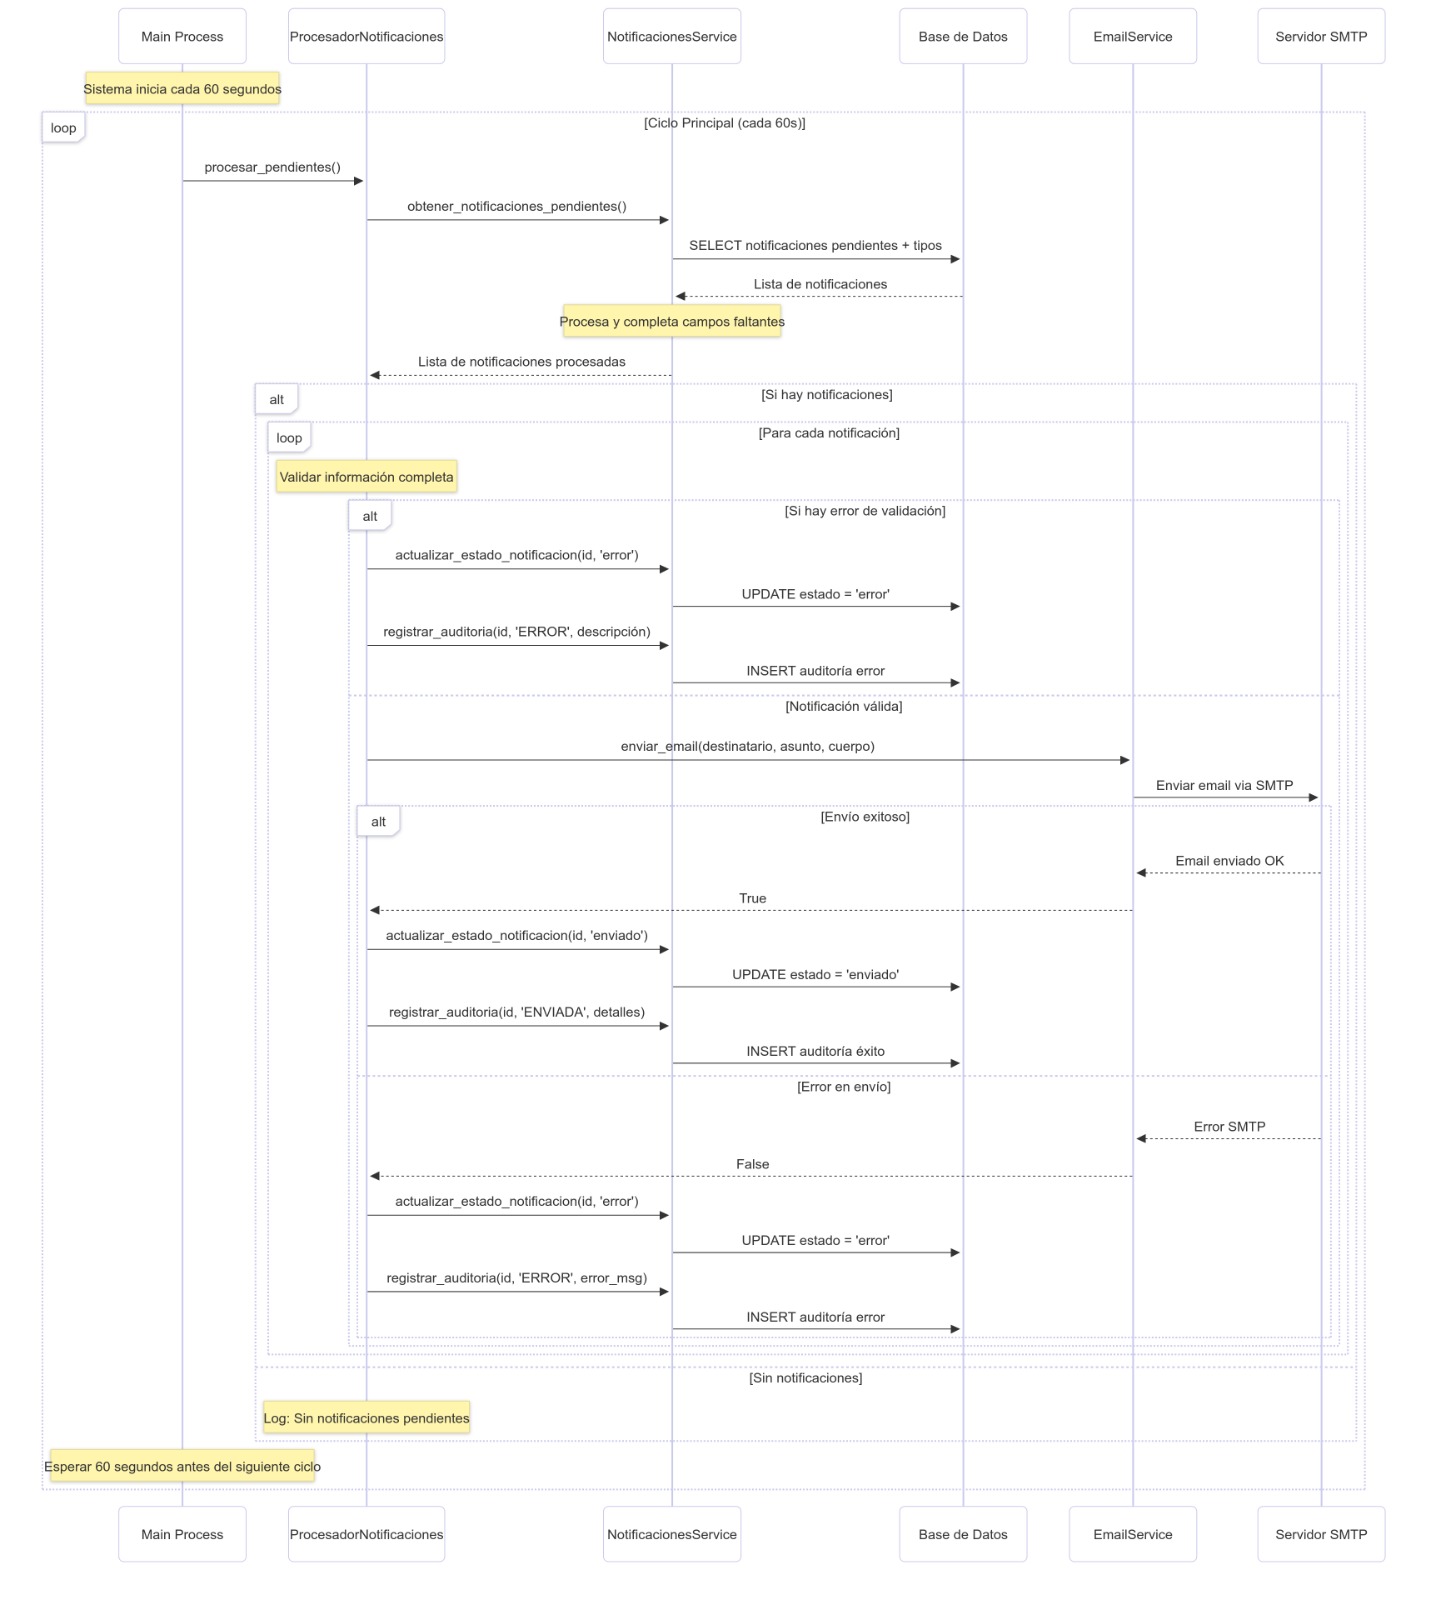 Main Process
ProcesadorNotificaciones
NotificacionesService
Base de Datos
EmailService
Servidor SMTP
Sistema inicia cada 60 segundos
loop
[Ciclo Principal (cada 60s)]
procesar_pendientes()
obtener_notificaciones_pendientes()
SELECT notificaciones pendientes + tipos
Lista de notificaciones
Procesa y completa campos faltantes
Lista de notificaciones procesadas
alt
[Si hay notificaciones]
loop
[Para cada notificación]
Validar información completa
alt
[Si hay error de validación]
actualizar_estado_notificacion(id, 'error')
UPDATE estado = 'error'
registrar_auditoria(id, 'ERROR', descripción)
INSERT auditoría error
[Notificación válida]
enviar_email(destinatario, asunto, cuerpo)
Enviar email via SMTP
alt
[Envío exitoso]
Email enviado OK
True
actualizar_estado_notificacion(id, 'enviado')
UPDATE estado = 'enviado'
registrar_auditoria(id, 'ENVIADA', detalles)
INSERT auditoría éxito
[Error en envío]
Error SMTP
False
actualizar_estado_notificacion(id, 'error')
UPDATE estado = 'error'
registrar_auditoria(id, 'ERROR', error_msg)
INSERT auditoría error
[Sin notificaciones]
Log: Sin notificaciones pendientes
Esperar 60 segundos antes del siguiente ciclo
Main Process
ProcesadorNotificaciones
NotificacionesService
Base de Datos
EmailService
Servidor SMTP